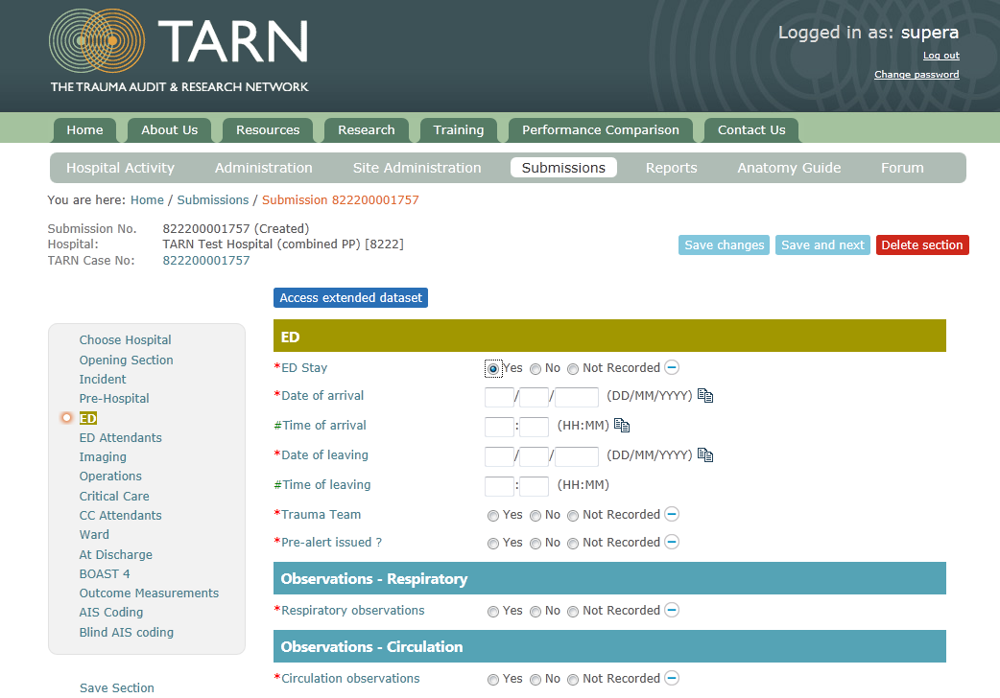 TARN
THE TRAUMA AUDIT & RESEARCH NETWORK
Logged in as: supera
Log out
Change password
Home About Us Resources Research Training Performance Comparison Contact Us
Hospital Activity Administration Site Administration Submissions Reports Anatomy Guide Forum
You are here: Home / Submissions / Submission 822200001757
Submission No. 822200001757 (Created)
Hospital: TARN Test Hospital (combined PP) [8222]
TARN Case No: 822200001757
Save changes Save and next Delete section
Access extended dataset
Choose Hospital
Opening Section
Incident
Pre-Hospital
ED
ED Attendants
Imaging
Operations
Critical Care
CC Attendants
Ward
At Discharge
BOAST 4
Outcome Measurements
AIS Coding
Blind AIS coding
Save Section
ED
*ED Stay Yes No Not Recorded
*Date of arrival / / (DD/MM/YYYY)
#Time of arrival : (HH:MM)
*Date of leaving / / (DD/MM/YYYY)
#Time of leaving : (HH:MM)
*Trauma Team Yes No Not Recorded
*Pre-alert issued ? Yes No Not Recorded
Observations - Respiratory
*Respiratory observations Yes No Not Recorded
Observations - Circulation
*Circulation observations Yes No Not Recorded